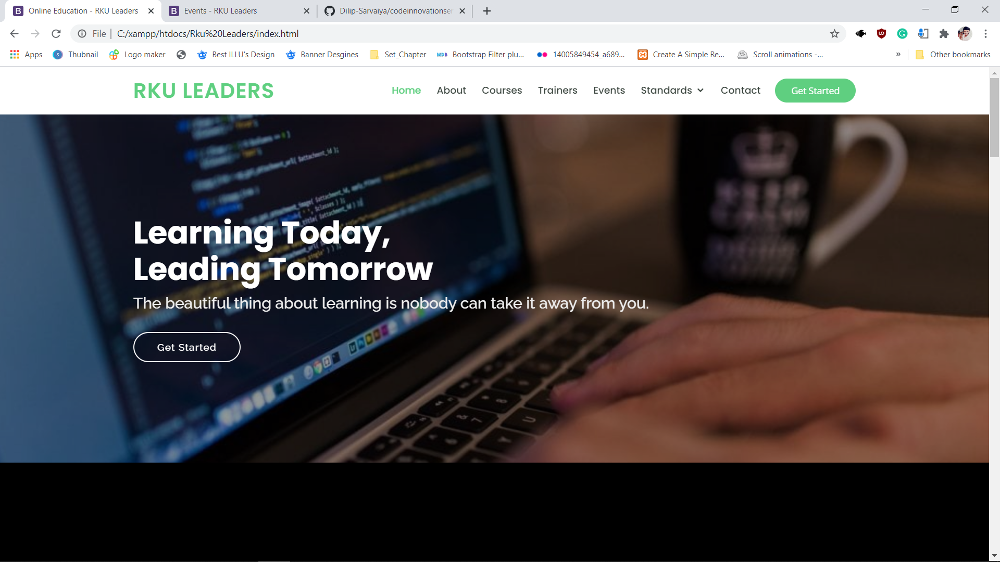 Online Education - RKU Leaders
Events - RKU Leaders
Dilip-Sarvaiya/codeinnovationser
File
C:/xampp/htdocs/Rku%20Leaders/index.html
Apps
Thubnail
Logo maker
Best ILLU's Design
Banner Desgines
Set_Chapter
MDB Bootstrap Filter plu...
14005849454_a689...
Create A Simple Re...
Scroll animations -...
»
Other bookmarks
RKU LEADERS
Home
About
Courses
Trainers
Events
Standards
Contact
Get Started
Learning Today,
Leading Tomorrow
The beautiful thing about learning is nobody can take it away from you.
Get Started